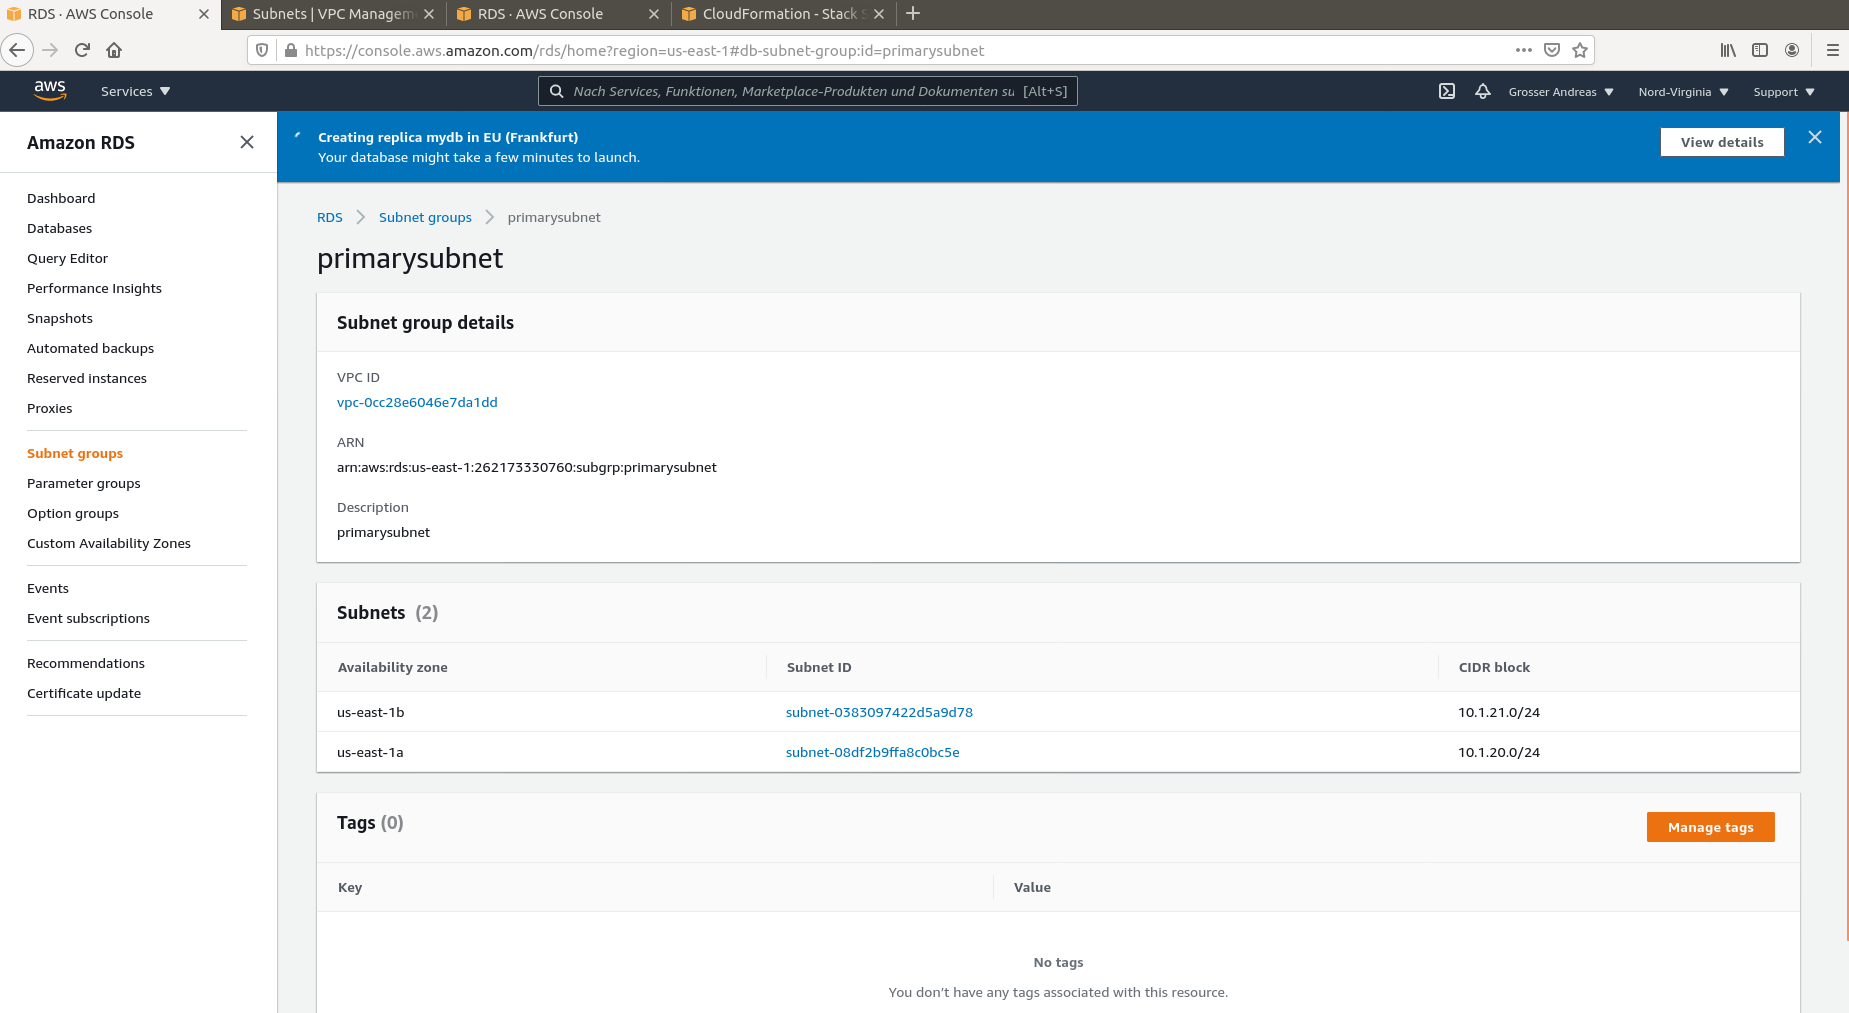 RDS · AWS Console
Subnets | VPC Managem
RDS · AWS Console
CloudFormation - Stack S
https://console.aws.amazon.com/rds/home?region=us-east-1#db-subnet-group:id=primarysubnet
aws
Services
Nach Services, Funktionen, Marketplace-Produkten und Dokumenten su
[Alt+S]
Grosser Andreas
Nord-Virginia
Support
Amazon RDS
Dashboard
Databases
Query Editor
Performance Insights
Snapshots
Automated backups
Reserved instances
Proxies
Subnet groups
Parameter groups
Option groups
Custom Availability Zones
Events
Event subscriptions
Recommendations
Certificate update
Creating replica mydb in EU (Frankfurt)
Your database might take a few minutes to launch.
View details
RDS
Subnet groups
primarysubnet
primarysubnet
Subnet group details
VPC ID
vpc-0cc28e6046e7da1dd
ARN
arn:aws:rds:us-east-1:262173330760:subgrp:primarysubnet
Description
primarysubnet
Subnets (2)
Availability zone
Subnet ID
CIDR block
us-east-1b
subnet-0383097422d5a9d78
10.1.21.0/24
us-east-1a
subnet-08df2b9ffa8c0bc5e
10.1.20.0/24
Tags (0)
Manage tags
Key
Value
No tags
You don't have any tags associated with this resource.